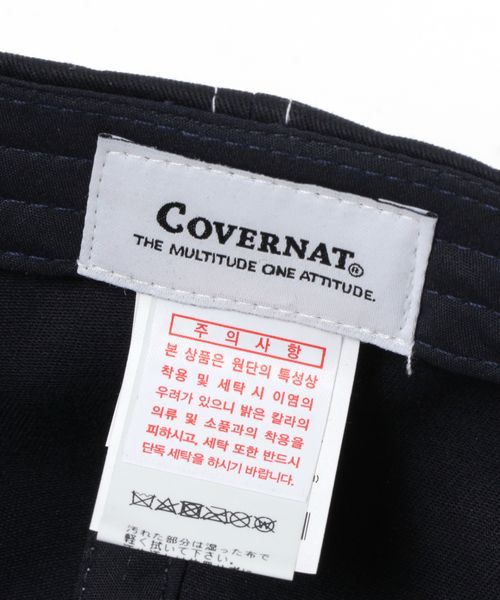 COVERNAT®
THE MULTITUDE ONE ATTITUDE.
주의사항
본 상품은 원단의 특성상
착용 및 세탁 시 이염의
우려가 있으니 밝은 칼라의
의류 및 소품과의 착용을
피하시고, 세탁 또한 반드시
단독 세탁을 하시기 바랍니다.
汚れた部分は湿った布で
軽く拭いて下さい。